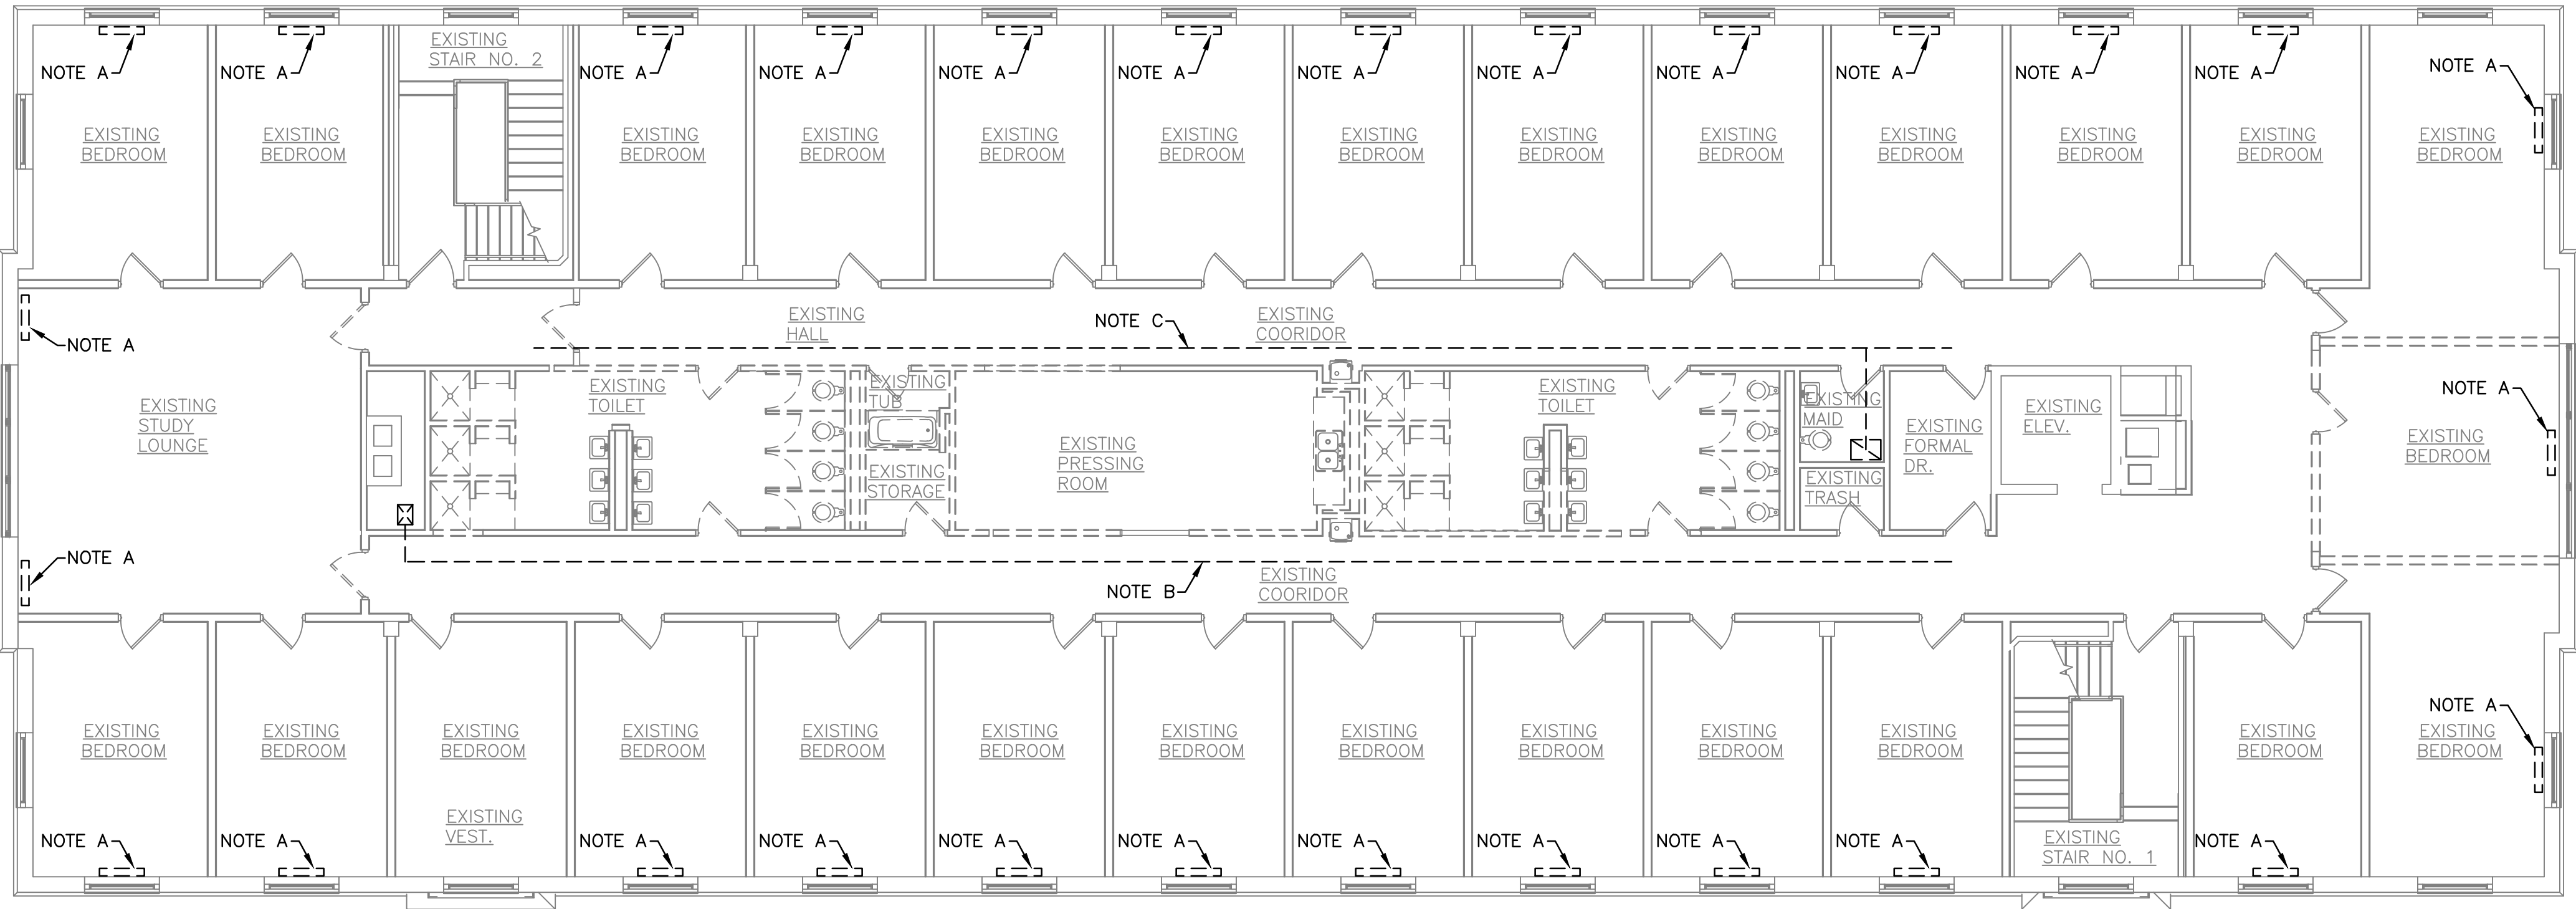 EXISTING
STAIR NO. 2
NOTE A
NOTE A
NOTE A
NOTE A
NOTE A
NOTE A
NOTE A
NOTE A
NOTE A
NOTE A
NOTE A
NOTE A
NOTE A
EXISTING
BEDROOM
EXISTING
BEDROOM
EXISTING
BEDROOM
EXISTING
BEDROOM
EXISTING
BEDROOM
EXISTING
BEDROOM
EXISTING
BEDROOM
EXISTING
BEDROOM
EXISTING
BEDROOM
EXISTING
BEDROOM
EXISTING
BEDROOM
EXISTING
BEDROOM
EXISTING
BEDROOM
NOTE A
EXISTING
HALL
NOTE C
EXISTING
COORIDOR
EXISTING
STUDY
LOUNGE
EXISTING
TOILET
EXISTING
TUB
EXISTING
STORAGE
EXISTING
PRESSING
ROOM
EXISTING
TOILET
EXISTING
MAID
EXISTING
TRASH
EXISTING
FORMAL
DR.
EXISTING
ELEV.
NOTE A
EXISTING
BEDROOM
NOTE A
NOTE B
EXISTING
COORIDOR
NOTE A
EXISTING
BEDROOM
EXISTING
BEDROOM
EXISTING
BEDROOM
EXISTING
BEDROOM
EXISTING
BEDROOM
EXISTING
BEDROOM
EXISTING
BEDROOM
EXISTING
BEDROOM
EXISTING
BEDROOM
EXISTING
BEDROOM
EXISTING
BEDROOM
EXISTING
BEDROOM
EXISTING
BEDROOM
EXISTING
VEST.
NOTE A
NOTE A
NOTE A
NOTE A
NOTE A
NOTE A
NOTE A
NOTE A
NOTE A
NOTE A
EXISTING
STAIR NO. 1
NOTE A